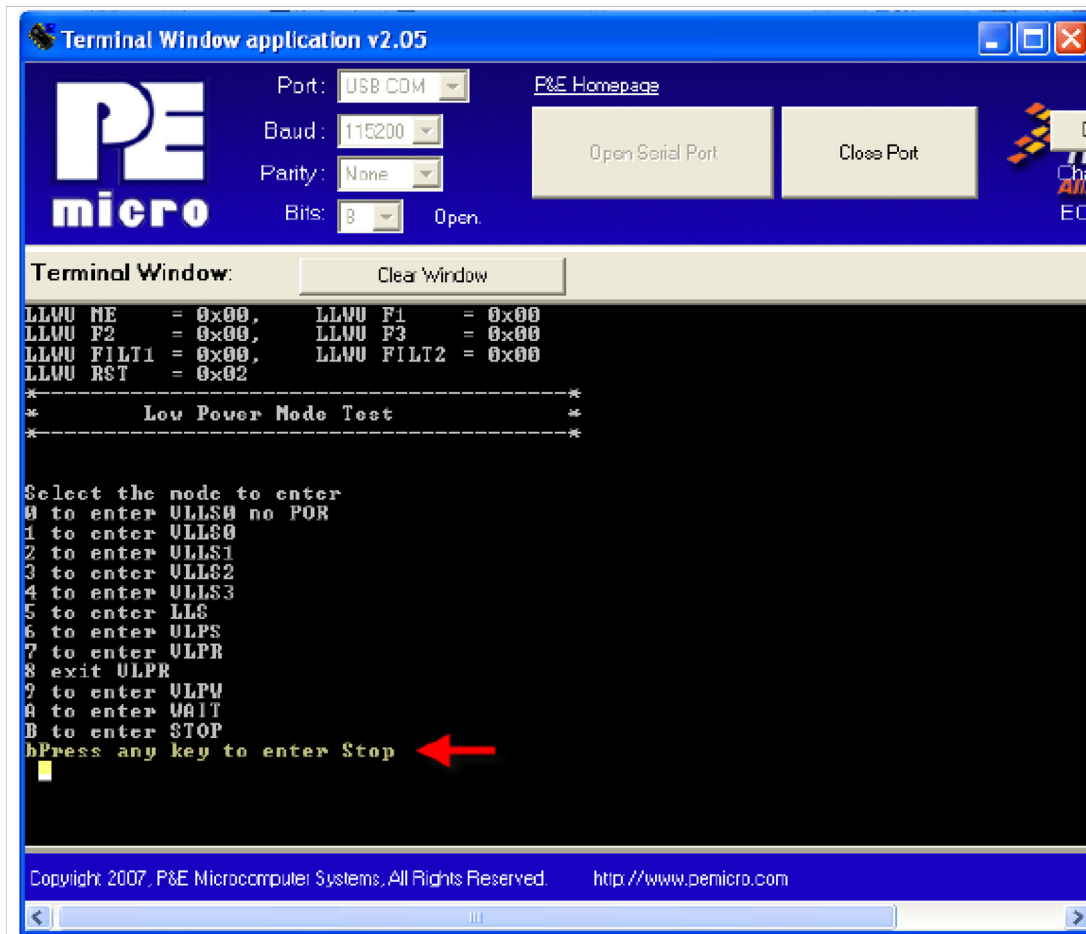 Terminal Window application v2.05
PE
micro
Port: USB COM
Baud: 115200
Parity: None
Bits: 8 Open.
P&E Homepage
Open Serial Port
Close Port
Terminal Window:
Clear Window
LLWU ME = 0x00, LLWU F1 = 0x00
LLWU F2 = 0x00, LLWU F3 = 0x00
LLWU FILT1 = 0x00, LLWU FILT2 = 0x00
LLWU RST = 0x02
*------------------------------------------*
* Low Power Mode Test *
*------------------------------------------*
Select the mode to enter
0 to enter VLLS0 no POR
1 to enter VLLS0
2 to enter VLLS1
3 to enter VLLS2
4 to enter VLLS3
5 to enter LLS
6 to enter VLPS
7 to enter VLPR
8 exit VLPR
9 to enter VLPW
A to enter WAIT
B to enter STOP
bPress any key to enter Stop
Copyright 2007, P&E Microcomputer Systems, All Rights Reserved. http://www.pemicro.com